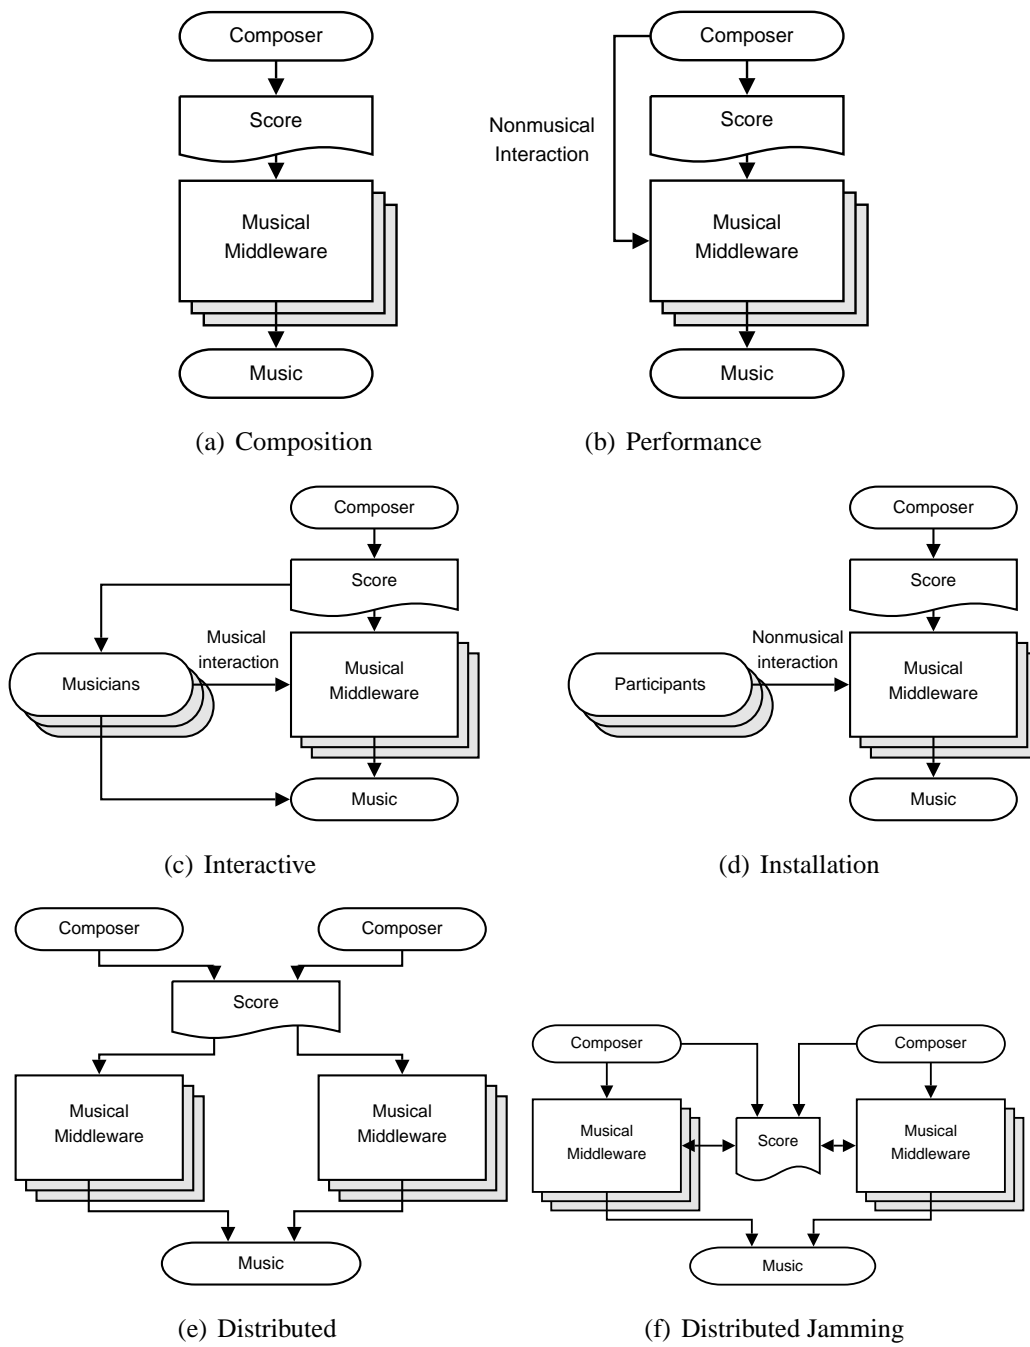 Composer
Score
Musical
Middleware
Music
(a) Composition
Composer
Nonmusical
Interaction
Score
Musical
Middleware
Music
(b) Performance
Composer
Score
Musical
interaction
Musicians
Musical
Middleware
Music
(c) Interactive
Composer
Score
Nonmusical
interaction
Participants
Musical
Middleware
Music
(d) Installation
Composer
Composer
Score
Musical
Middleware
Musical
Middleware
Music
(e) Distributed
Composer
Composer
Musical
Middleware
Score
Musical
Middleware
Music
(f) Distributed Jamming